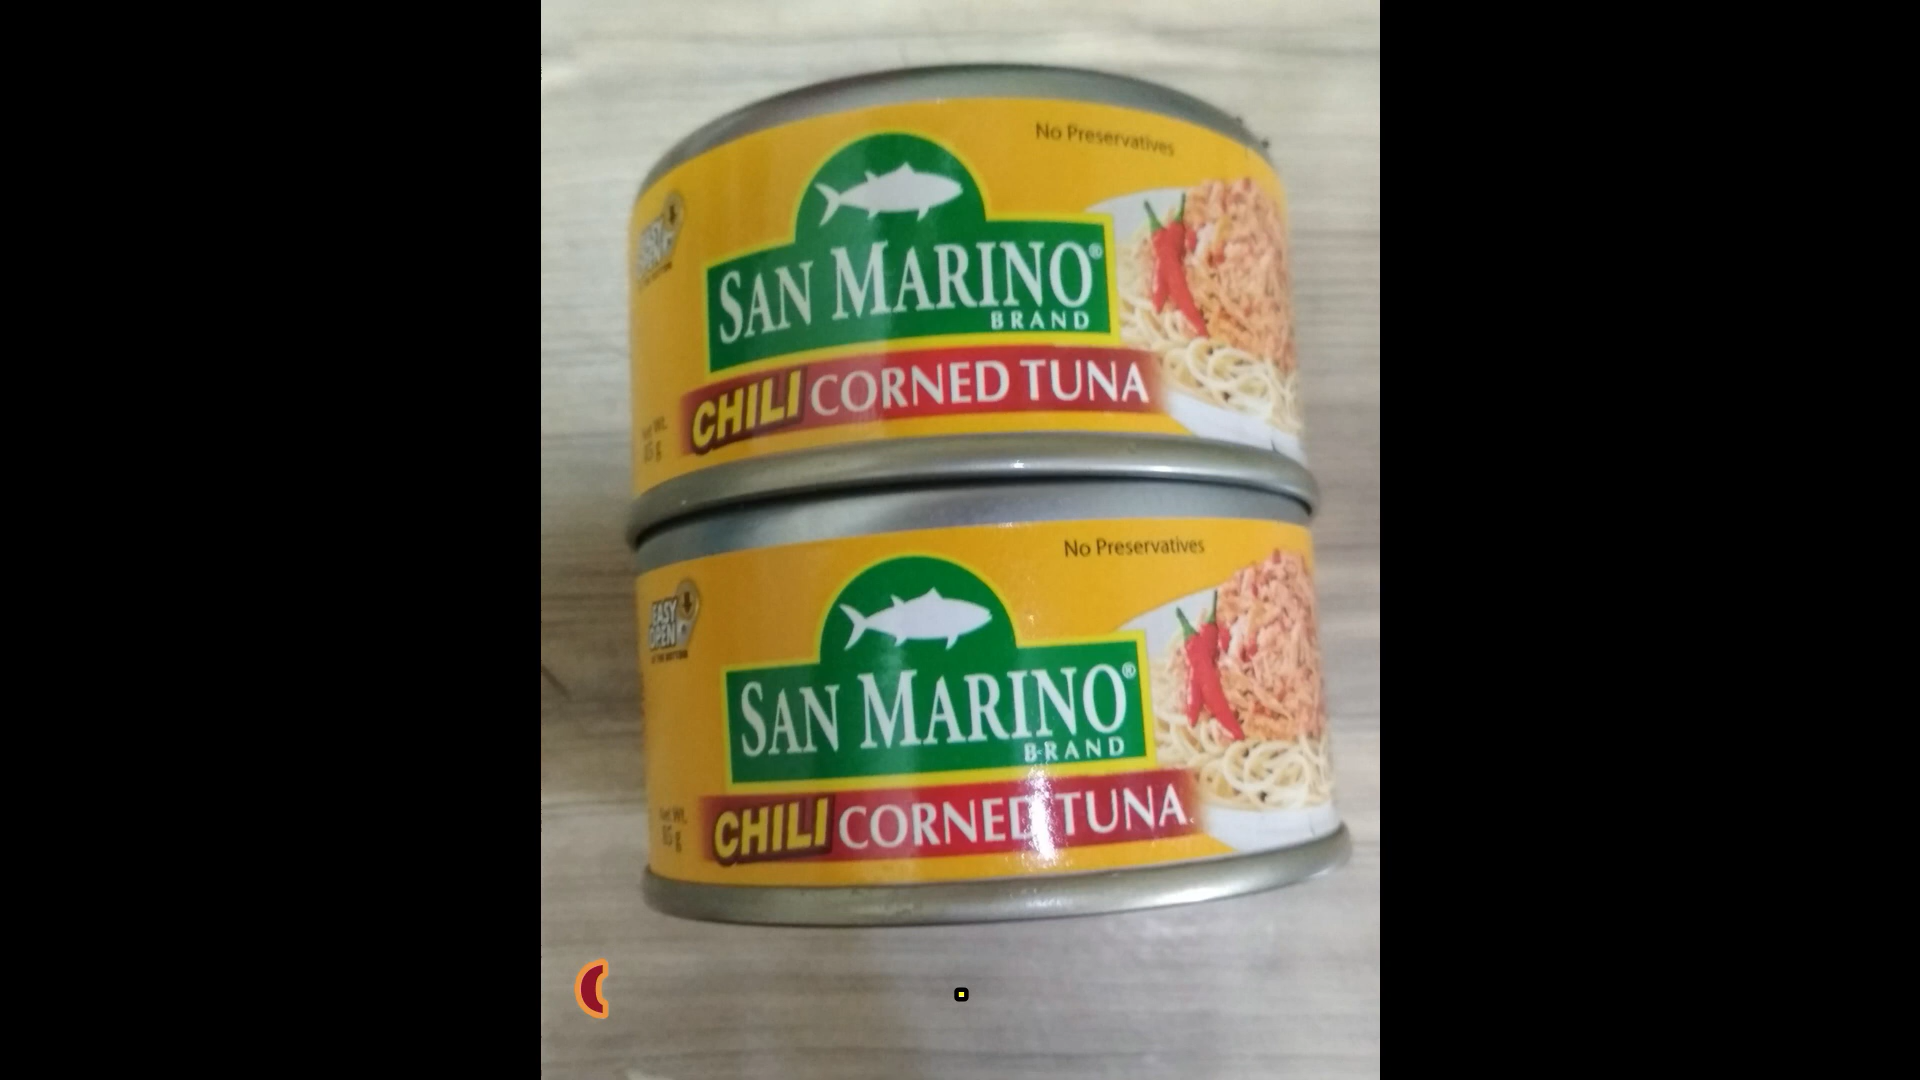 No Preservatives
SAN MARINO®
BRAND
CHILI CORNED TUNA
No Preservatives
EASY
OPEN
SAN MARINO®
BRAND
CHILI CORNED TUNA
Net Wt.